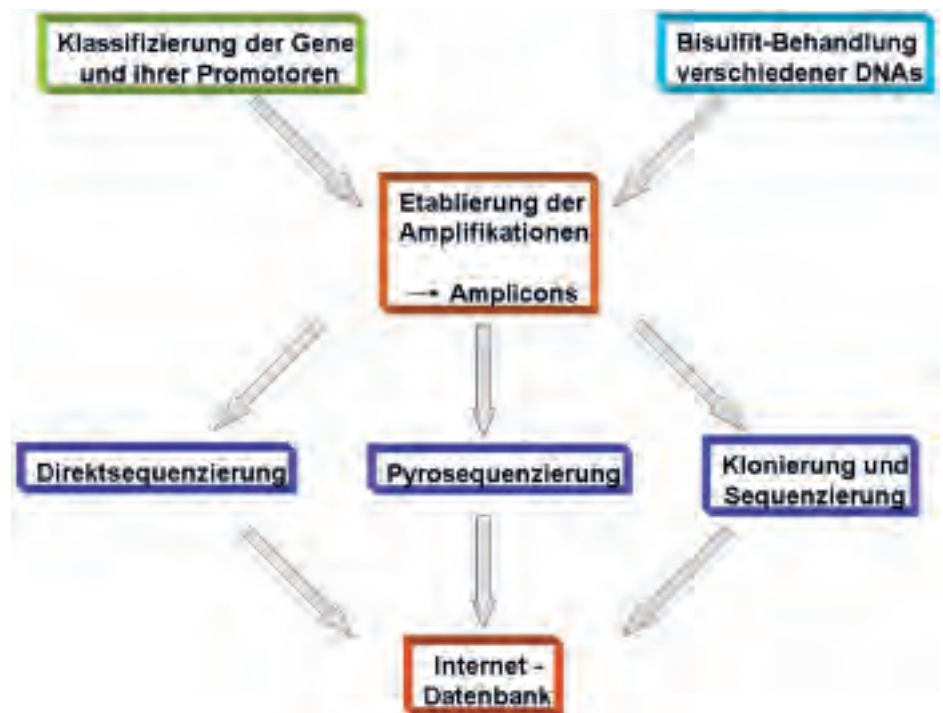 Klassifizierung der Gene
und ihrer Promotoren
Bisulfit-Behandlung
verschiedener DNAs
Etablierung der
Amplifikationen
→ Amplicons
Direktsequenzierung
Pyrosequenzierung
Klonierung und
Sequenzierung
Internet -
Datenbank